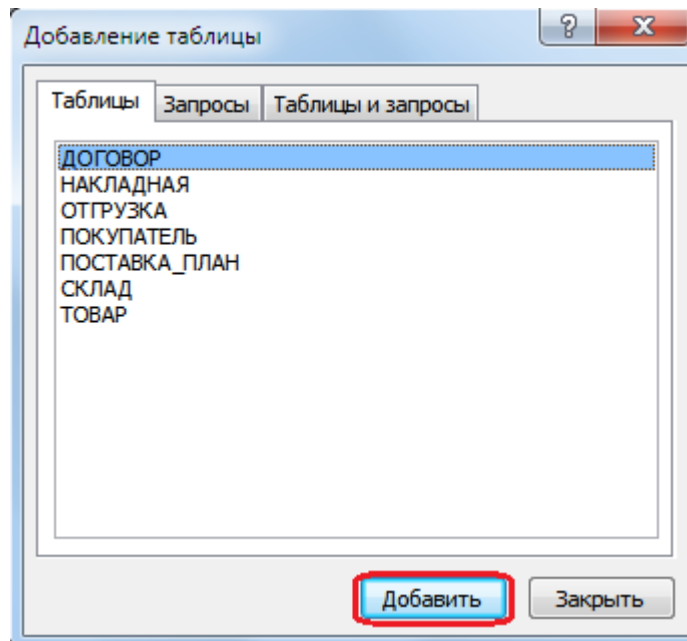 Добавление таблицы
Таблицы Запросы Таблицы и запросы
ДОГОВОР
НАКЛАДНАЯ
ОТГРУЗКА
ПОКУПАТЕЛЬ
ПОСТАВКА_ПЛАН
СКЛАД
ТОВАР
Добавить Закрыть